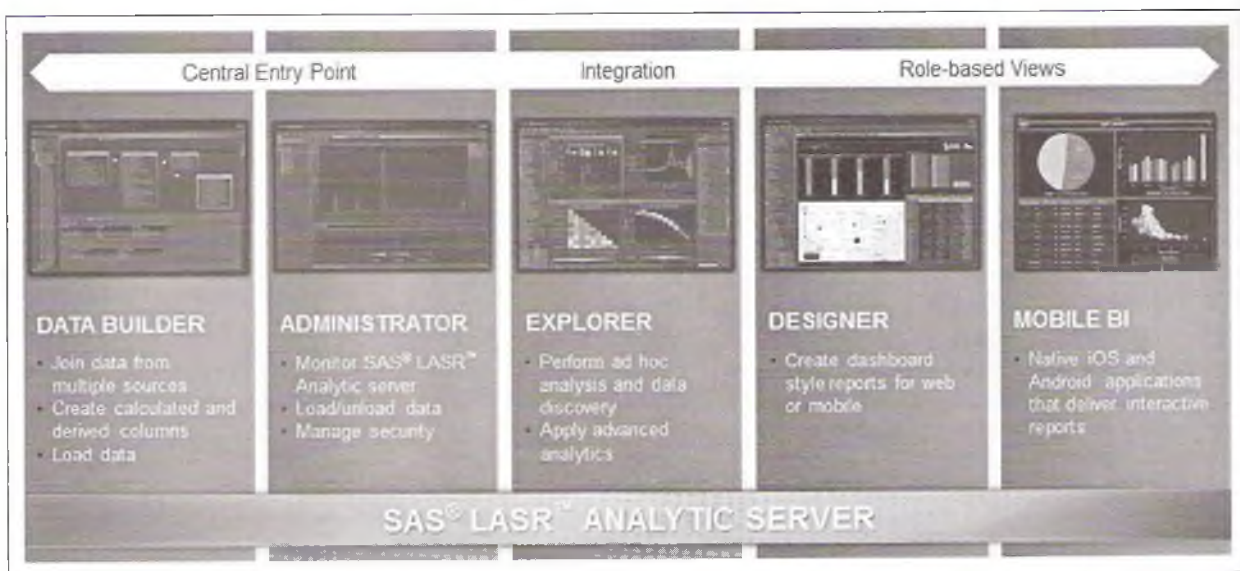 Central Entry Point
Integration
Role-based Views
DATA BUILDER
• Join data from
multiple sources
• Create calculated and
derived columns
• Load data
ADMINISTRATOR
• Monitor SAS® LASR™
Analytic server
• Load/unload data
• Manage security
EXPLORER
• Perform ad hoc
analysis and data
discovery
• Apply advanced
analytics
DESIGNER
• Create dashboard
style reports for web
or mobile
MOBILE BI
• Native iOS and
Android applications
that deliver interactive
reports
SAS® LASR™ ANALYTIC SERVER